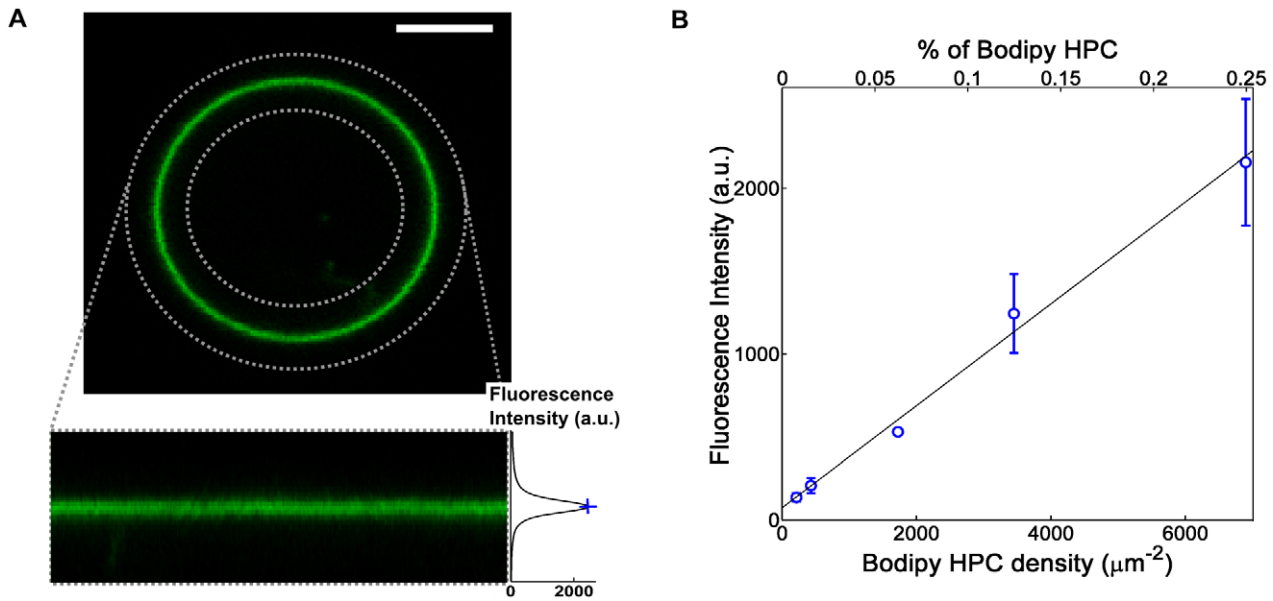 A
Fluorescence
Intensity (a.u.)
0 2000
B
% of Bodipy HPC
0 0.05 0.1 0.15 0.2 0.25
Fluorescence Intensity (a.u.)
2000
1000
0
2000 4000 6000
Bodipy HPC density (μm⁻²)